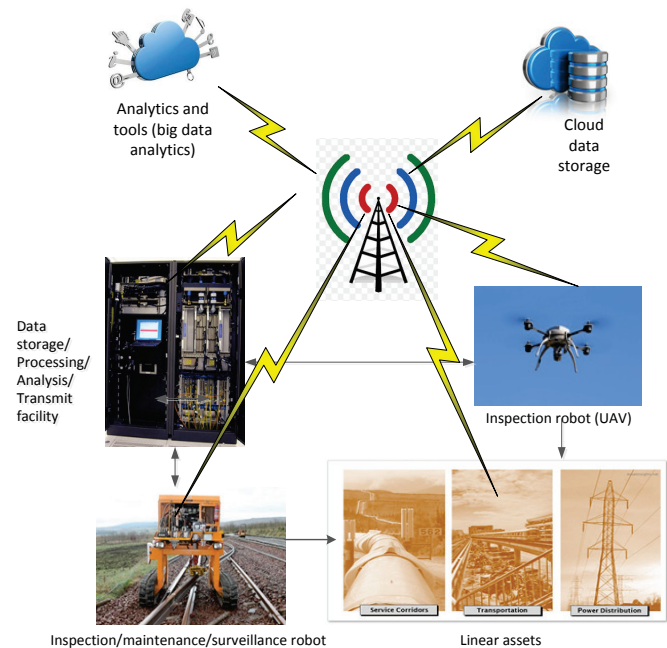 Analytics and
tools (big data
analytics)
Cloud
data
storage
Data
storage/
Processing/
Analysis/
Transmit
facility
Inspection robot (UAV)
Service Corridors
Transportation
Power Distribution
Inspection/maintenance/surveillance robot
Linear assets